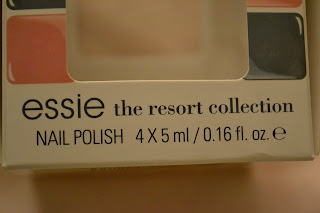 essie the resort collection
NAIL POLISH 4 X 5 ml / 0.16 fl. oz. ℮